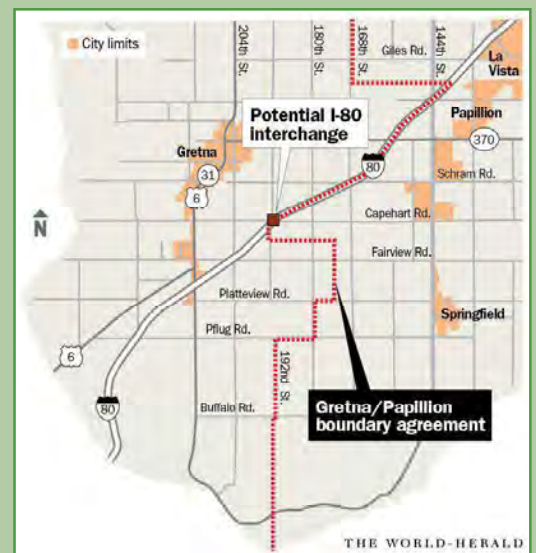 City limits
204th St.
180th St.
168th St.
144th St.
Giles Rd.
La
Vista
Potential I-80
interchange
Papillion
370
Gretna
80
31
Schram Rd.
6
Capehart Rd.
N
Fairview Rd.
Platteview Rd.
Springfield
Pflug Rd.
6
192nd St.
80
Buffalo Rd.
Gretna/Papillion
boundary agreement
THE WORLD-HERALD